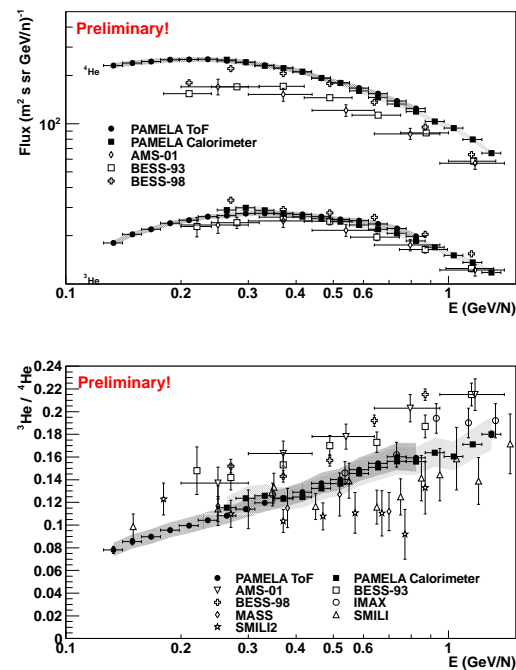 Preliminary!
Flux (m² s sr GeV/n)⁻¹
⁴He
10²
PAMELA ToF
PAMELA Calorimeter
AMS-01
BESS-93
BESS-98
³He
0.1 0.2 0.3 0.4 0.5 0.6 1
E (GeV/N)
³He / ⁴He
0.24
Preliminary!
0.22
0.2
0.18
0.16
0.14
0.12
0.1
0.08
0.06
0.04
0.02
0
PAMELA ToF PAMELA Calorimeter
AMS-01 BESS-93
BESS-98 IMAX
MASS SMILI
SMILI2
0.1 0.2 0.3 0.4 0.5 0.6 1
E (GeV/N)